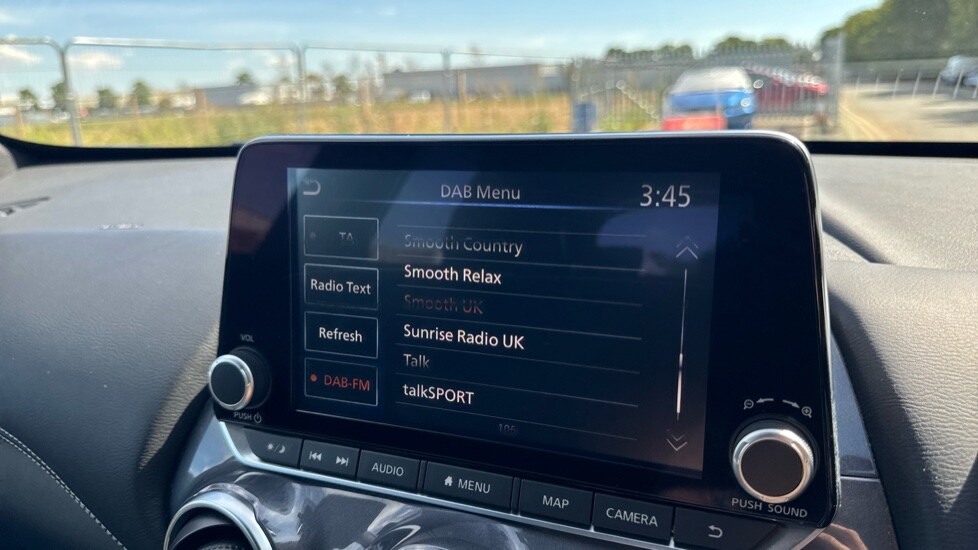 DAB Menu
3:45
TA
Smooth Country
Smooth Relax
Radio Text
Smooth UK
Refresh
Sunrise Radio UK
Talk
DAB-FM
talkSPORT
106
VOL
PUSH
AUDIO
MENU
MAP
CAMERA
PUSH SOUND